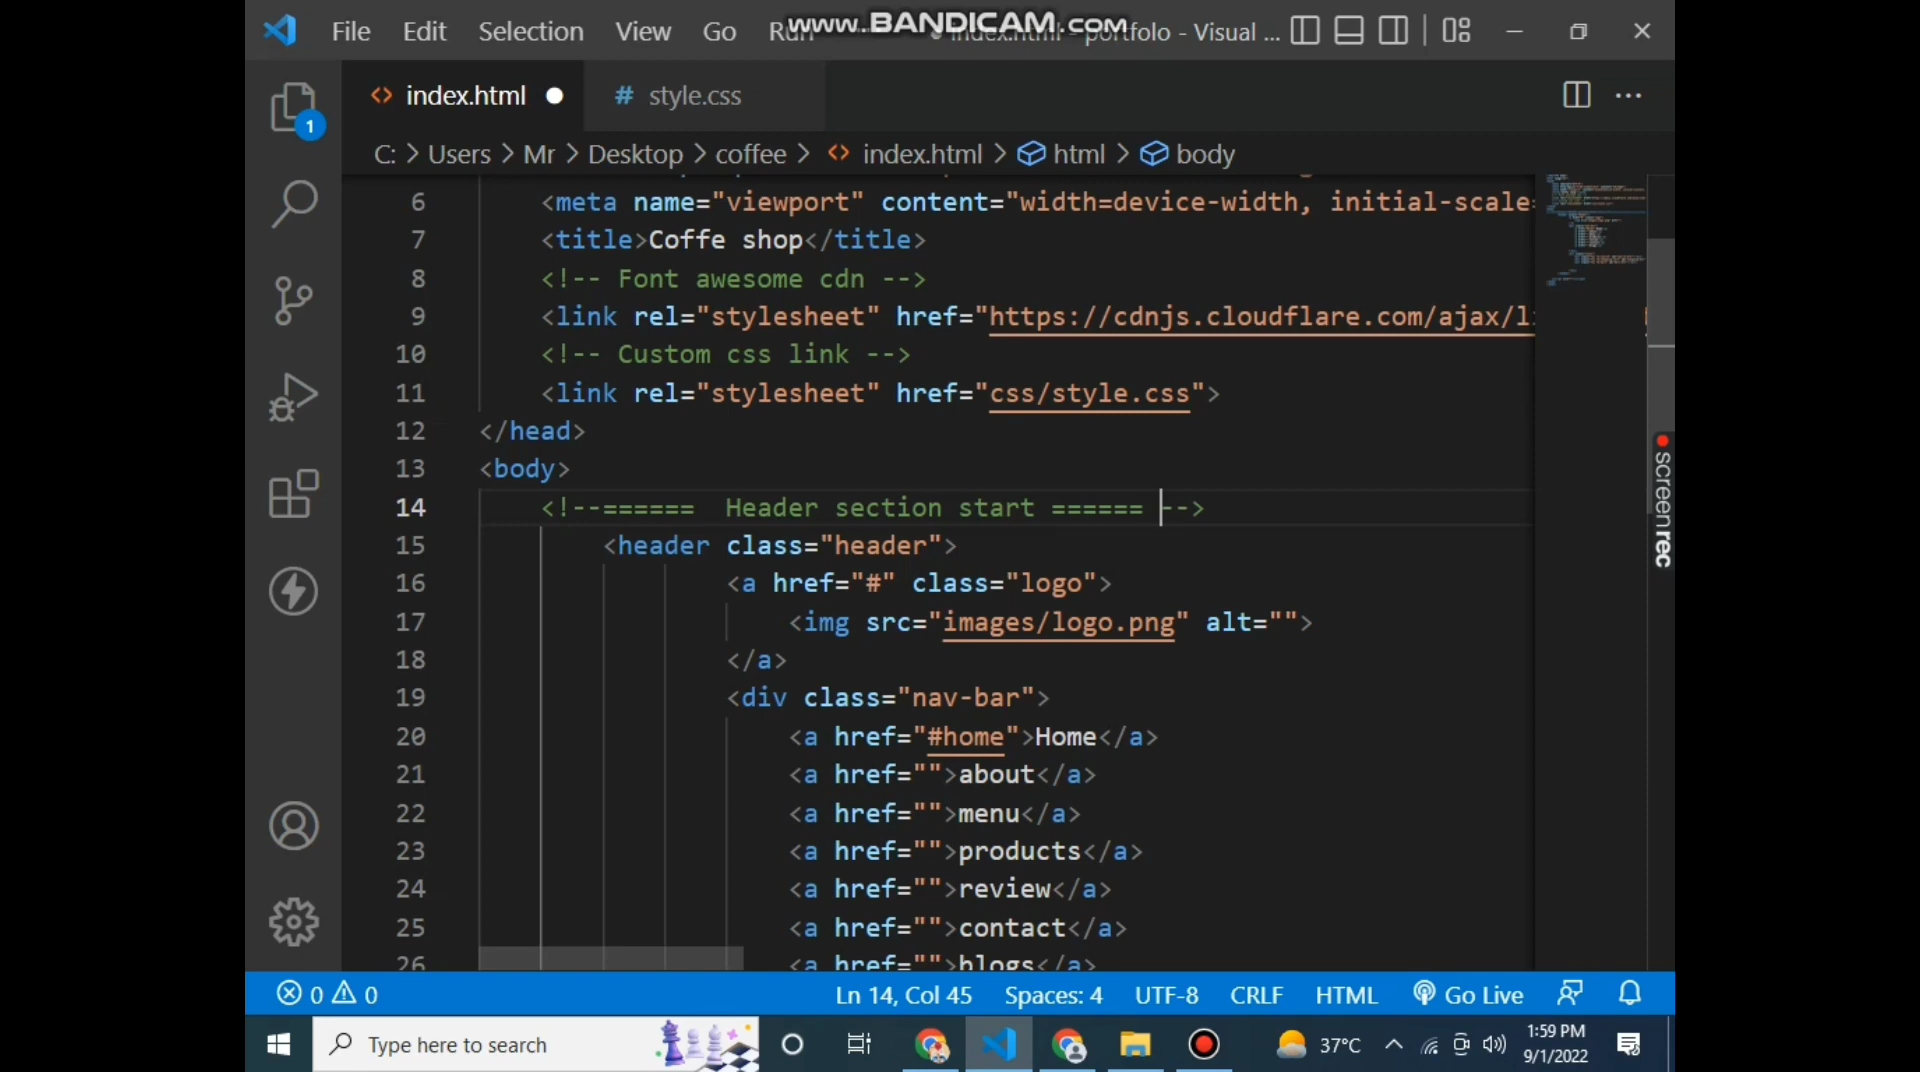 www.BANDICAM.com
File Edit Selection View Go Run index.html - portfolo - Visual ...
index.html # style.css
1
C: > Users > Mr > Desktop > coffee > index.html > html > body
6 <meta name="viewport" content="width=device-width, initial-scale=
7 <title>Coffe shop</title>
8 <!-- Font awesome cdn -->
9 <link rel="stylesheet" href="https://cdnjs.cloudflare.com/ajax/l
10 <!-- Custom css link -->
11 <link rel="stylesheet" href="css/style.css">
12 </head>
13 <body>
14 <!--====== Header section start ====== -->
15 <header class="header">
16 <a href="#" class="logo">
17 <img src="images/logo.png" alt="">
18 </a>
19 <div class="nav-bar">
20 <a href="#home">Home</a>
21 <a href="">about</a>
22 <a href="">menu</a>
23 <a href="">products</a>
24 <a href="">review</a>
25 <a href="">contact</a>
26 <a href="">blogs</a>
screenrec
0 0 Ln 14, Col 45 Spaces: 4 UTF-8 CRLF HTML Go Live
Type here to search 37°C 1:59 PM
9/1/2022